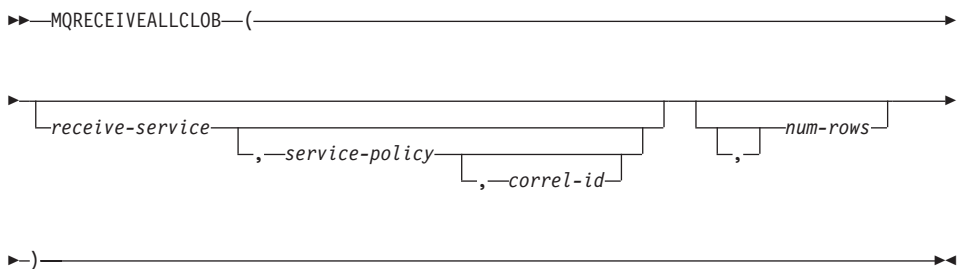 MQRECEIVEALLCLOB (
receive-service num-rows
, service-policy ,
, correl-id
)